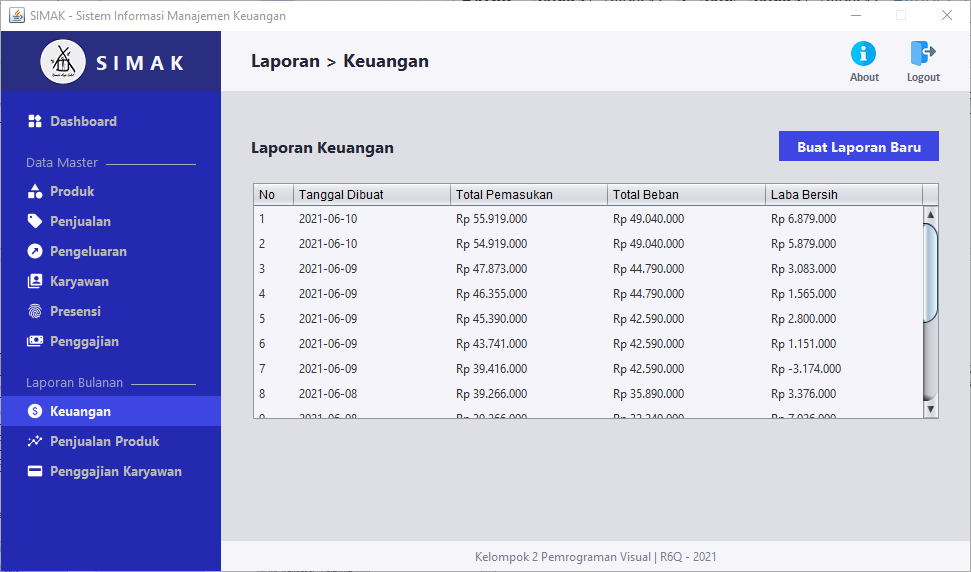 SIMAK - Sistem Informasi Manajemen Keuangan
SIMAK
Laporan > Keuangan
About
Logout
Dashboard
Data Master
Produk
Penjualan
Pengeluaran
Karyawan
Presensi
Penggajian
Laporan Bulanan
Keuangan
Penjualan Produk
Penggajian Karyawan
Laporan Keuangan
Buat Laporan Baru
No Tanggal Dibuat Total Pemasukan Total Beban Laba Bersih
1 2021-06-10 Rp 55.919.000 Rp 49.040.000 Rp 6.879.000
2 2021-06-10 Rp 54.919.000 Rp 49.040.000 Rp 5.879.000
3 2021-06-09 Rp 47.873.000 Rp 44.790.000 Rp 3.083.000
4 2021-06-09 Rp 46.355.000 Rp 44.790.000 Rp 1.565.000
5 2021-06-09 Rp 45.390.000 Rp 42.590.000 Rp 2.800.000
6 2021-06-09 Rp 43.741.000 Rp 42.590.000 Rp 1.151.000
7 2021-06-09 Rp 39.416.000 Rp 42.590.000 Rp -3.174.000
8 2021-06-08 Rp 39.266.000 Rp 35.890.000 Rp 3.376.000
Kelompok 2 Pemrograman Visual | R6Q - 2021